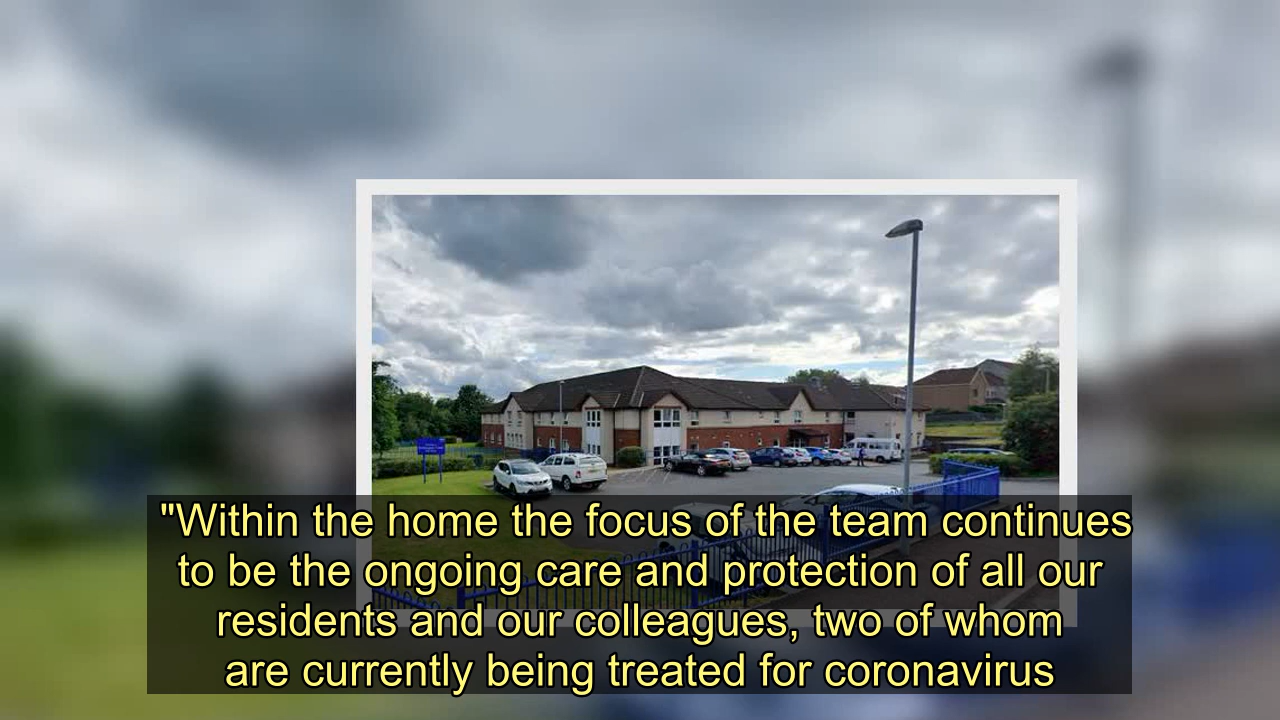 "Within the home the focus of the team continues
to be the ongoing care and protection of all our
residents and our colleagues, two of whom
are currently being treated for coronavirus